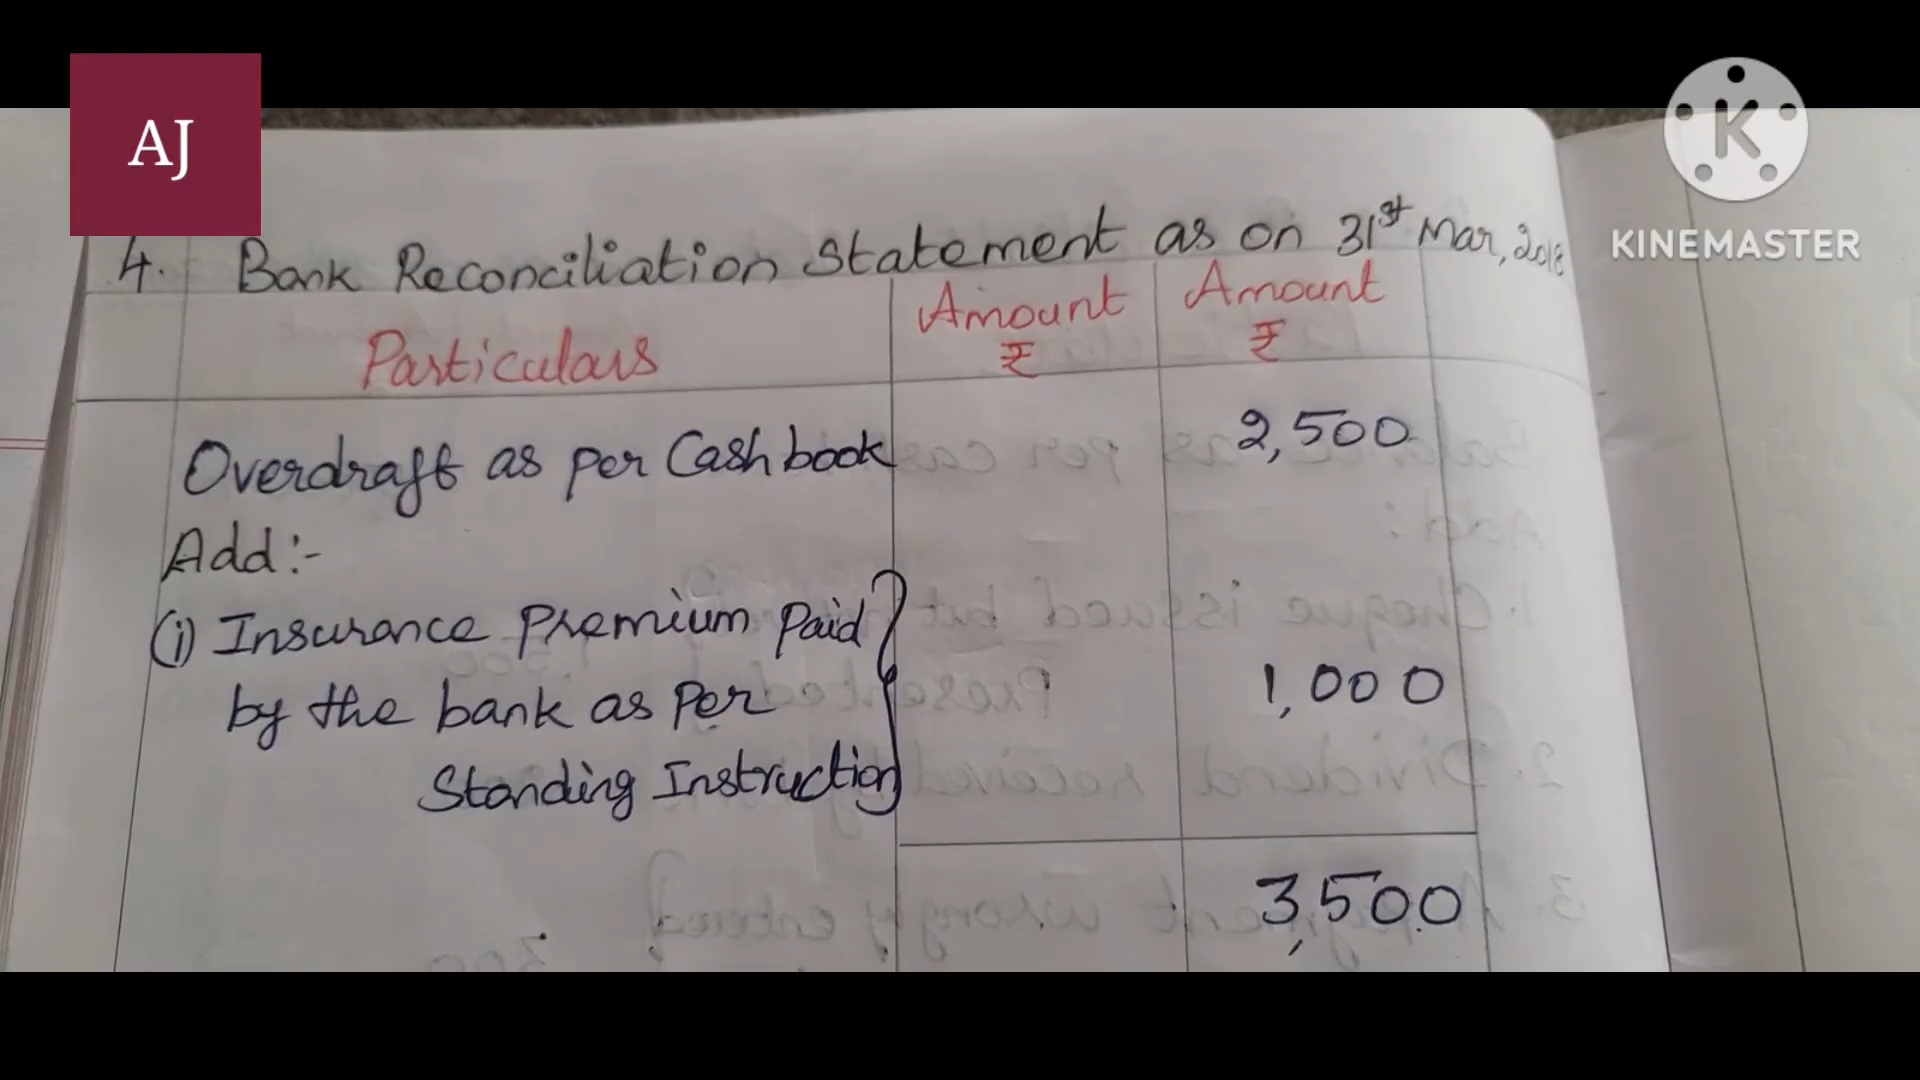 AJ
KINEMASTER
4. Bank Reconciliation Statement as on 31st Mar, 2018
Particulars
Amount ₹
Amount ₹
Overdraft as per Cash book 2,500
Add:-
(i) Insurance Premium Paid
by the bank as Per 1,000
Standing Instruction
3,500